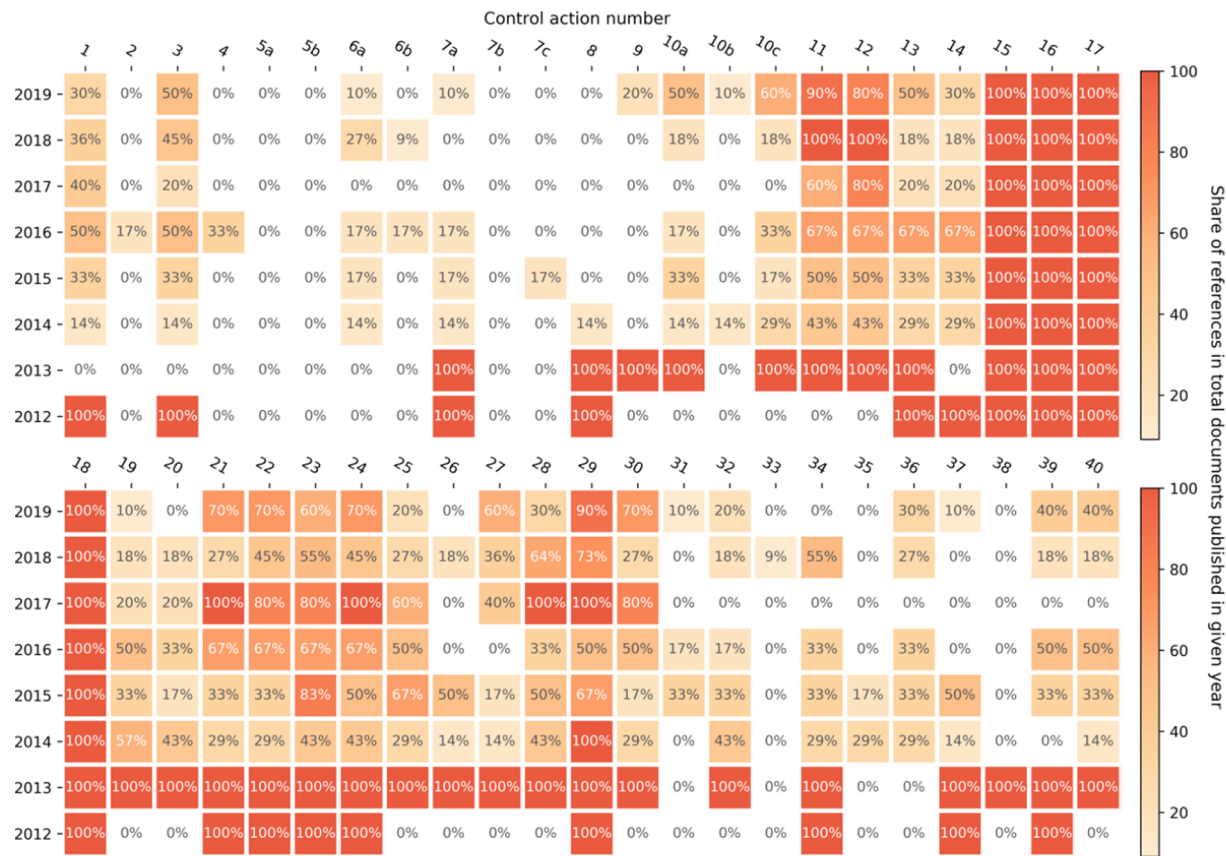 Control action number
1 2 3 4 5a 5b 6a 6b 7a 7b 7c 8 9 10a 10b 10c 11 12 13 14 15 16 17
2019 30% 0% 50% 0% 0% 0% 10% 0% 10% 0% 0% 0% 20% 50% 10% 60% 90% 80% 50% 30% 100% 100% 100%
2018 36% 0% 45% 0% 0% 0% 27% 9% 0% 0% 0% 0% 0% 18% 0% 18% 100% 100% 18% 18% 100% 100% 100%
2017 40% 0% 20% 0% 0% 0% 0% 0% 0% 0% 0% 0% 0% 0% 0% 0% 60% 80% 20% 20% 100% 100% 100%
2016 50% 17% 50% 33% 0% 0% 17% 17% 17% 0% 0% 0% 0% 17% 0% 33% 67% 67% 67% 67% 100% 100% 100%
2015 33% 0% 33% 0% 0% 0% 17% 0% 17% 0% 17% 0% 0% 33% 0% 17% 50% 50% 33% 33% 100% 100% 100%
2014 14% 0% 14% 0% 0% 0% 14% 0% 14% 0% 0% 14% 0% 14% 14% 29% 43% 43% 29% 29% 100% 100% 100%
2013 0% 0% 0% 0% 0% 0% 0% 0% 100% 0% 0% 100% 100% 100% 0% 100% 100% 100% 100% 0% 100% 100% 100%
2012 100% 0% 100% 0% 0% 0% 0% 0% 100% 0% 0% 100% 0% 0% 0% 0% 0% 0% 100% 100% 100% 100% 100%
100
80
60
40
20
18 19 20 21 22 23 24 25 26 27 28 29 30 31 32 33 34 35 36 37 38 39 40
2019 100% 10% 0% 70% 70% 60% 70% 20% 0% 60% 30% 90% 70% 10% 20% 0% 0% 0% 30% 10% 0% 40% 40%
2018 100% 18% 18% 27% 45% 55% 45% 27% 18% 36% 64% 73% 27% 0% 18% 9% 55% 0% 27% 0% 0% 18% 18%
2017 100% 20% 20% 100% 80% 80% 100% 60% 0% 40% 100% 100% 80% 0% 0% 0% 0% 0% 0% 0% 0% 0% 0%
2016 100% 50% 33% 67% 67% 67% 67% 50% 0% 0% 33% 50% 50% 17% 17% 0% 33% 0% 33% 0% 0% 50% 50%
2015 100% 33% 17% 33% 33% 83% 50% 67% 50% 17% 50% 67% 17% 33% 33% 0% 33% 17% 33% 50% 0% 33% 33%
2014 100% 57% 43% 29% 29% 43% 43% 29% 14% 14% 43% 100% 29% 0% 43% 0% 29% 29% 29% 14% 0% 0% 14%
2013 100% 100% 100% 100% 100% 100% 100% 100% 100% 100% 100% 100% 100% 0% 100% 0% 100% 0% 0% 100% 100% 100% 100%
2012 100% 0% 0% 100% 100% 100% 100% 0% 0% 0% 0% 100% 0% 0% 0% 0% 100% 0% 0% 100% 0% 100% 0%
100
80
60
40
20
Share of references in total documents published in given year